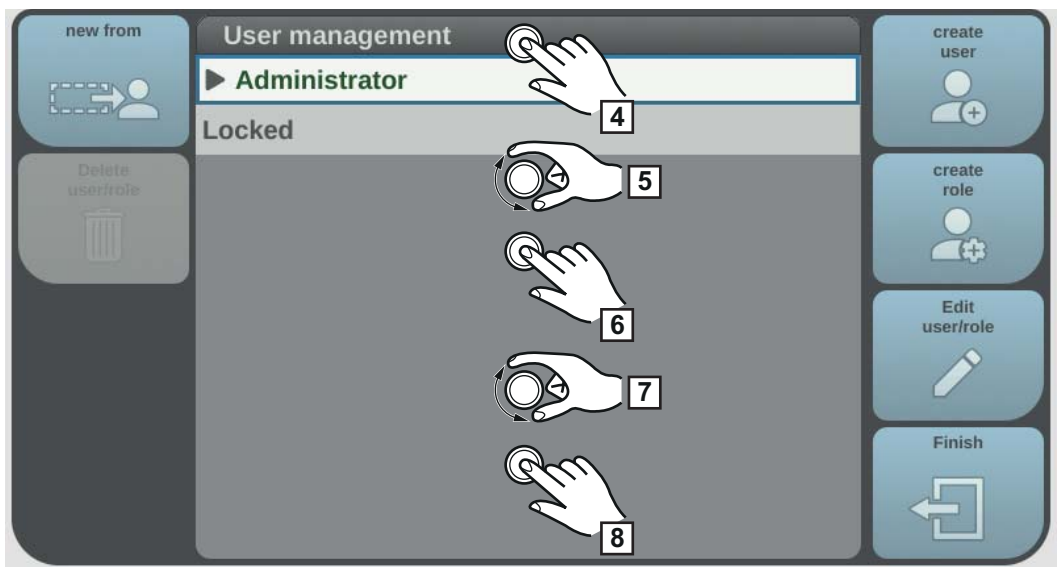 new from
User management
create
user
Administrator
4
Locked
Delete
user/role
5
create
role
6
Edit
user/role
7
Finish
8